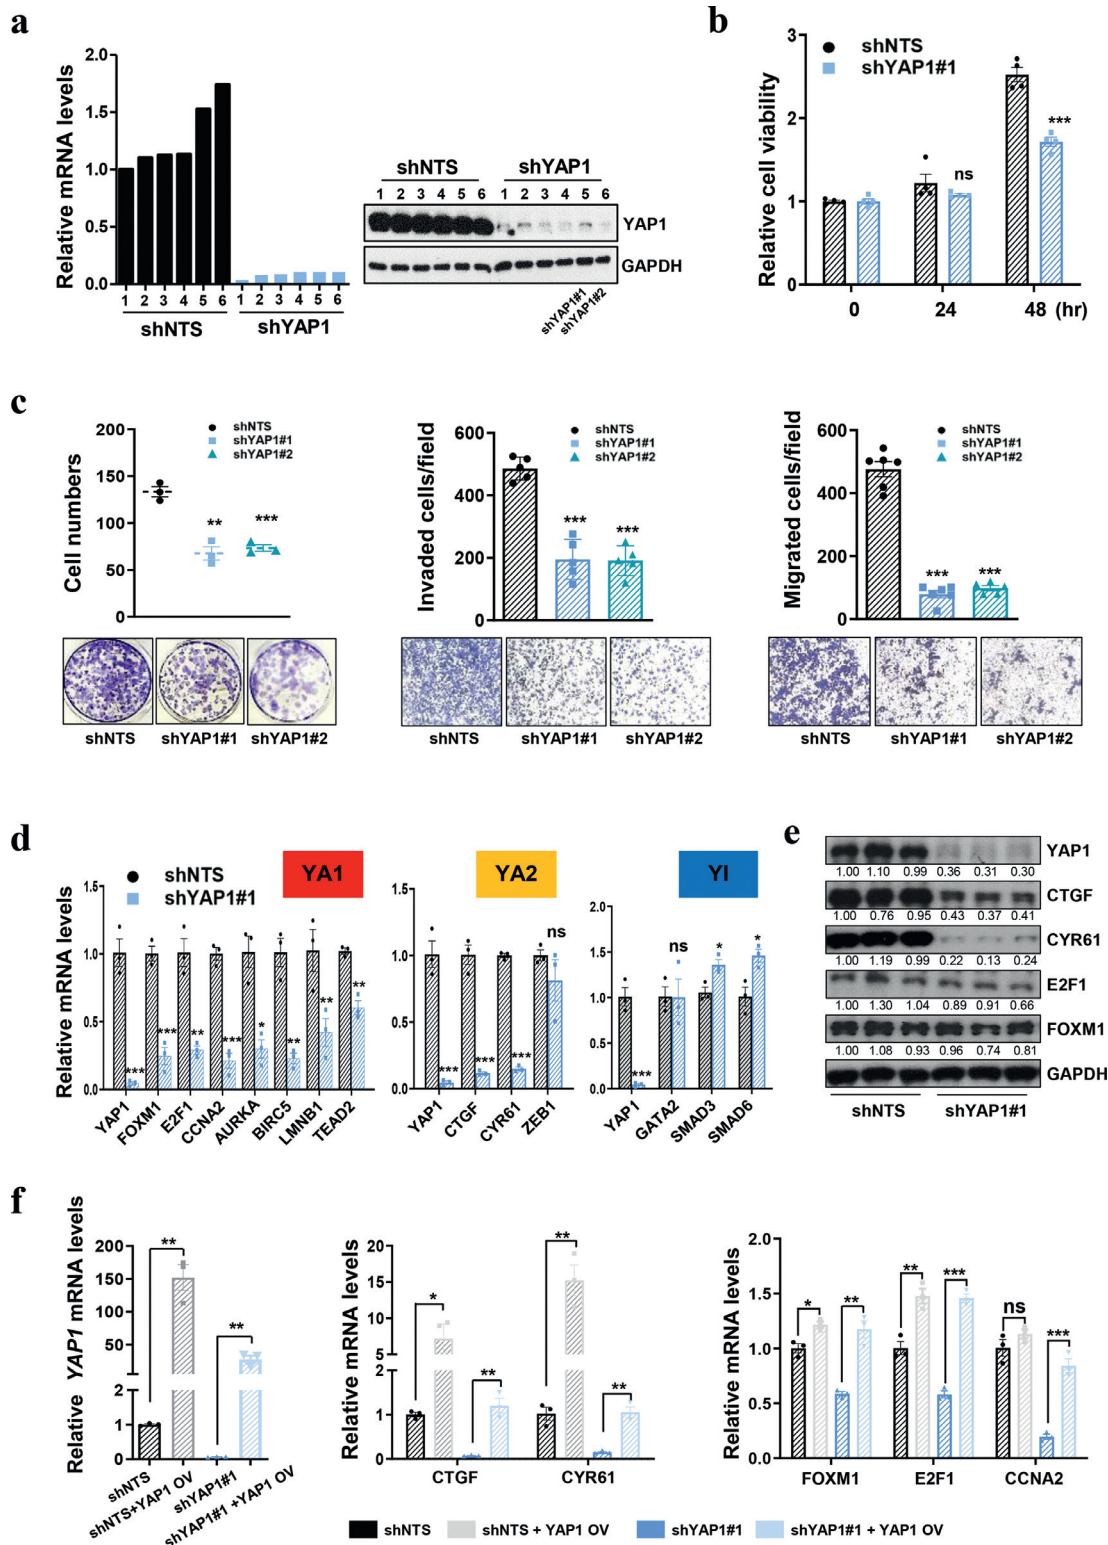 a
Relative mRNA levels
2.0
1.5
1.0
0.5
0.0
1 2 3 4 5 6 1 2 3 4 5 6
shNTS shYAP1
shNTS shYAP1
1 2 3 4 5 6 1 2 3 4 5 6
YAP1
GAPDH
shYAP1#1
shYAP1#2
b
Relative cell viability
shNTS
shYAP1#1
3
2
1
0
ns
***
0 24 48 (hr)
c
Cell numbers
200
150
100
50
0
shNTS
shYAP1#1
shYAP1#2
** ***
shNTS shYAP1#1 shYAP1#2
Invaded cells/field
600
400
200
0
shNTS
shYAP1#1
shYAP1#2
*** ***
shNTS shYAP1#1 shYAP1#2
Migrated cells/field
600
400
200
0
shNTS
shYAP1#1
shYAP1#2
*** ***
shNTS shYAP1#1 shYAP1#2
d
shNTS
shYAP1#1
YA1
Relative mRNA levels
1.5
1.0
0.5
0.0
*** *** ** *** * ** ** **
YAP1 FOXM1 E2F1 CCNA2 AURKA BIRC5 LMNB1 TEAD2
YA2
1.5
1.0
0.5
0.0
*** *** *** ns
YAP1 CTGF CYR61 ZEB1
YI
2.0
1.5
1.0
0.5
0.0
*** ns * *
YAP1 GATA2 SMAD3 SMAD6
e
YAP1
1.00 1.10 0.99 0.36 0.31 0.30
CTGF
1.00 0.76 0.95 0.43 0.37 0.41
CYR61
1.00 1.19 0.99 0.22 0.13 0.24
E2F1
1.00 1.30 1.04 0.89 0.91 0.66
FOXM1
1.00 1.08 0.93 0.96 0.74 0.81
GAPDH
shNTS shYAP1#1
f
Relative YAP1 mRNA levels
200
150
100
50
2
1
0
** **
shNTS
shNTS+YAP1 OV
shYAP1#1
shYAP1#1 +YAP1 OV
Relative mRNA levels
20
15
10
5
2
1
0
* ** ** **
CTGF CYR61
Relative mRNA levels
2.0
1.5
1.0
0.5
0.0
* ** ** *** ns ***
FOXM1 E2F1 CCNA2
shNTS shNTS + YAP1 OV shYAP1#1 shYAP1#1 + YAP1 OV